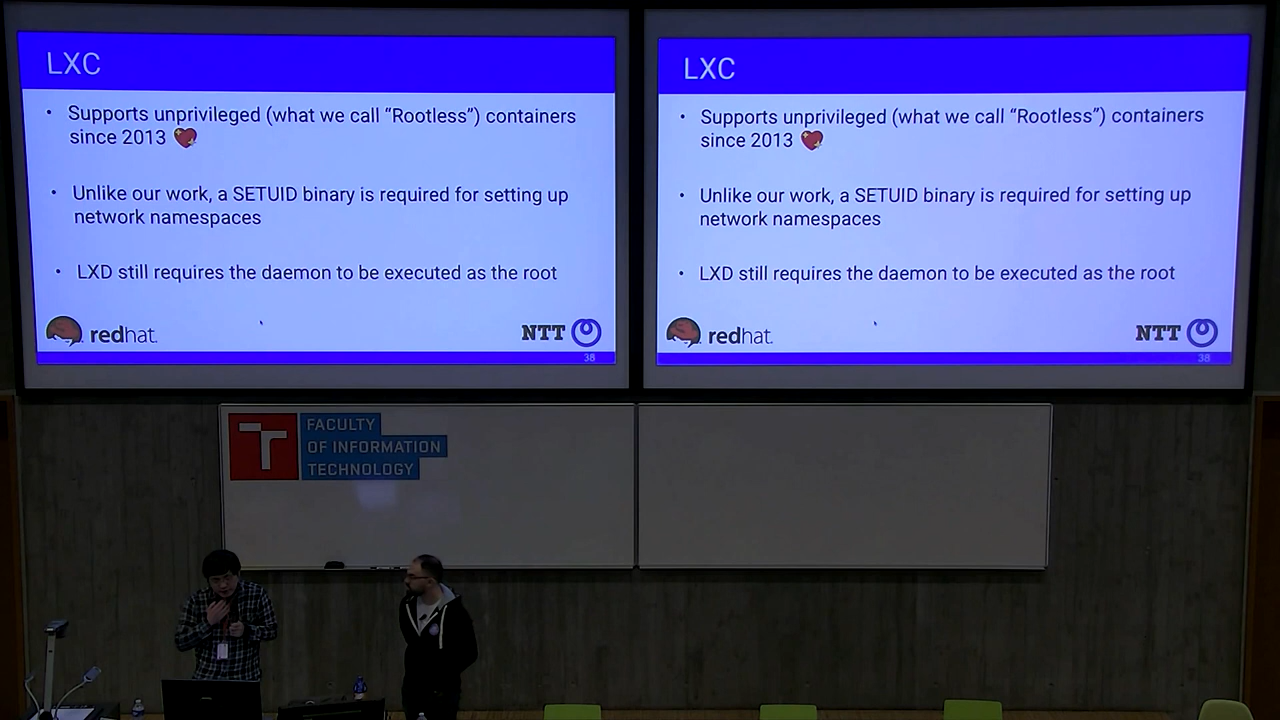 LXC
• Supports unprivileged (what we call “Rootless”) containers
since 2013
• Unlike our work, a SETUID binary is required for setting up
network namespaces
• LXD still requires the daemon to be executed as the root
redhat.
NTT
38
LXC
• Supports unprivileged (what we call “Rootless”) containers
since 2013
• Unlike our work, a SETUID binary is required for setting up
network namespaces
• LXD still requires the daemon to be executed as the root
redhat.
NTT
38
T
FACULTY
OF INFORMATION
TECHNOLOGY